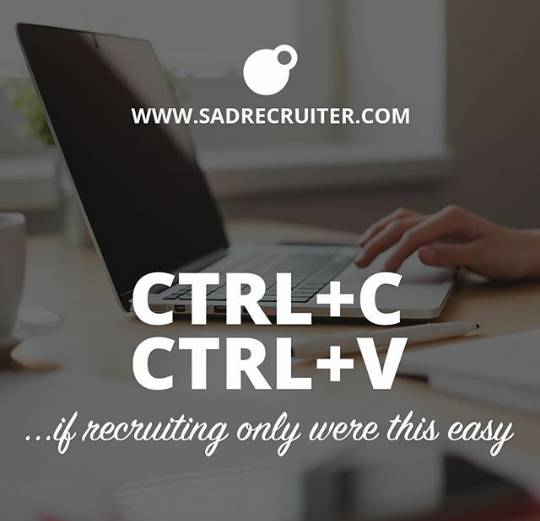 WWW.SADRECRUITER.COM
CTRL+C
CTRL+V
...if recruiting only were this easy